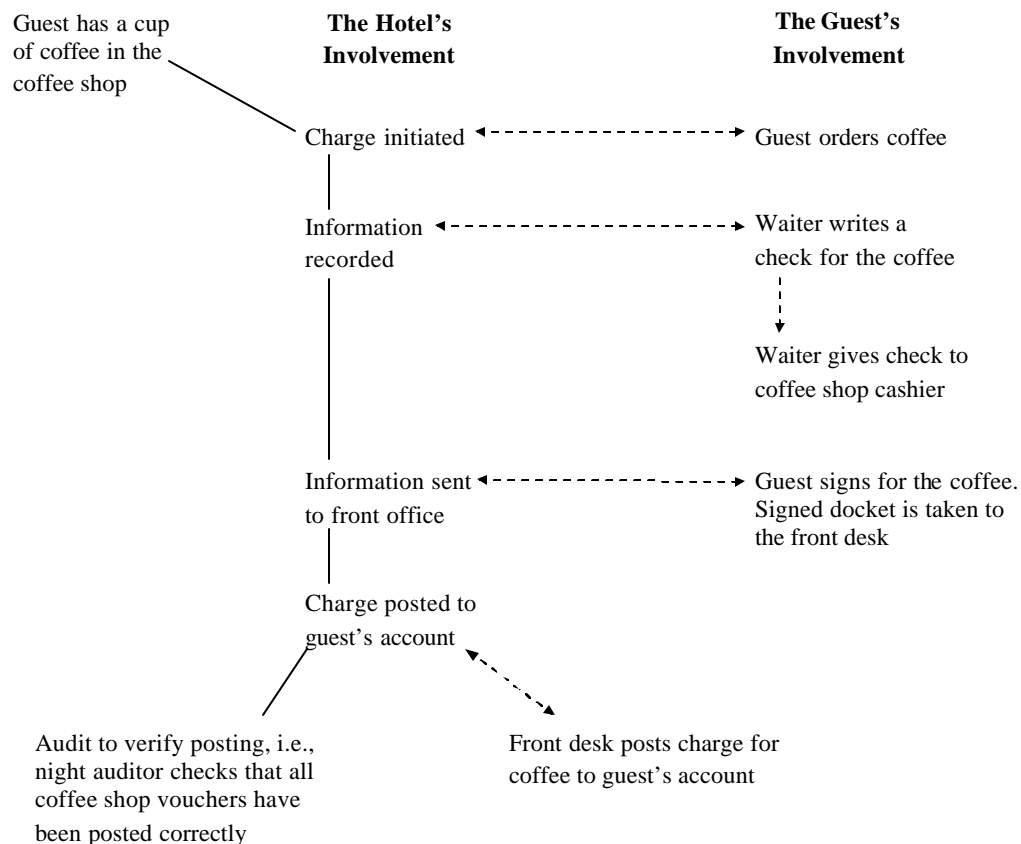 Guest has a cup
of coffee in the
coffee shop
The Hotel's
Involvement
The Guest's
Involvement
Charge initiated
Guest orders coffee
Information
recorded
Waiter writes a
check for the coffee
Waiter gives check to
coffee shop cashier
Information sent
to front office
Guest signs for the coffee.
Signed docket is taken to
the front desk
Charge posted to
guest's account
Audit to verify posting, i.e.,
night auditor checks that all
coffee shop vouchers have
been posted correctly
Front desk posts charge for
coffee to guest's account